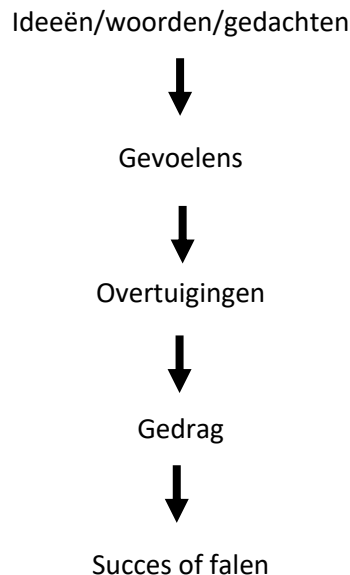 Ideeën/woorden/gedachten
Gevoelens
Overtuigingen
Gedrag
Succes of falen